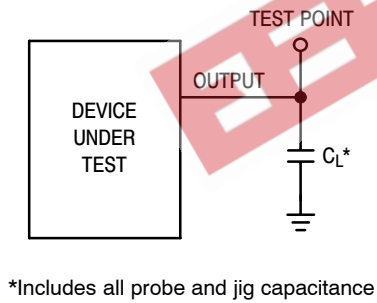 TEST POINT
OUTPUT
DEVICE
UNDER
TEST
CL*
*Includes all probe and jig capacitance